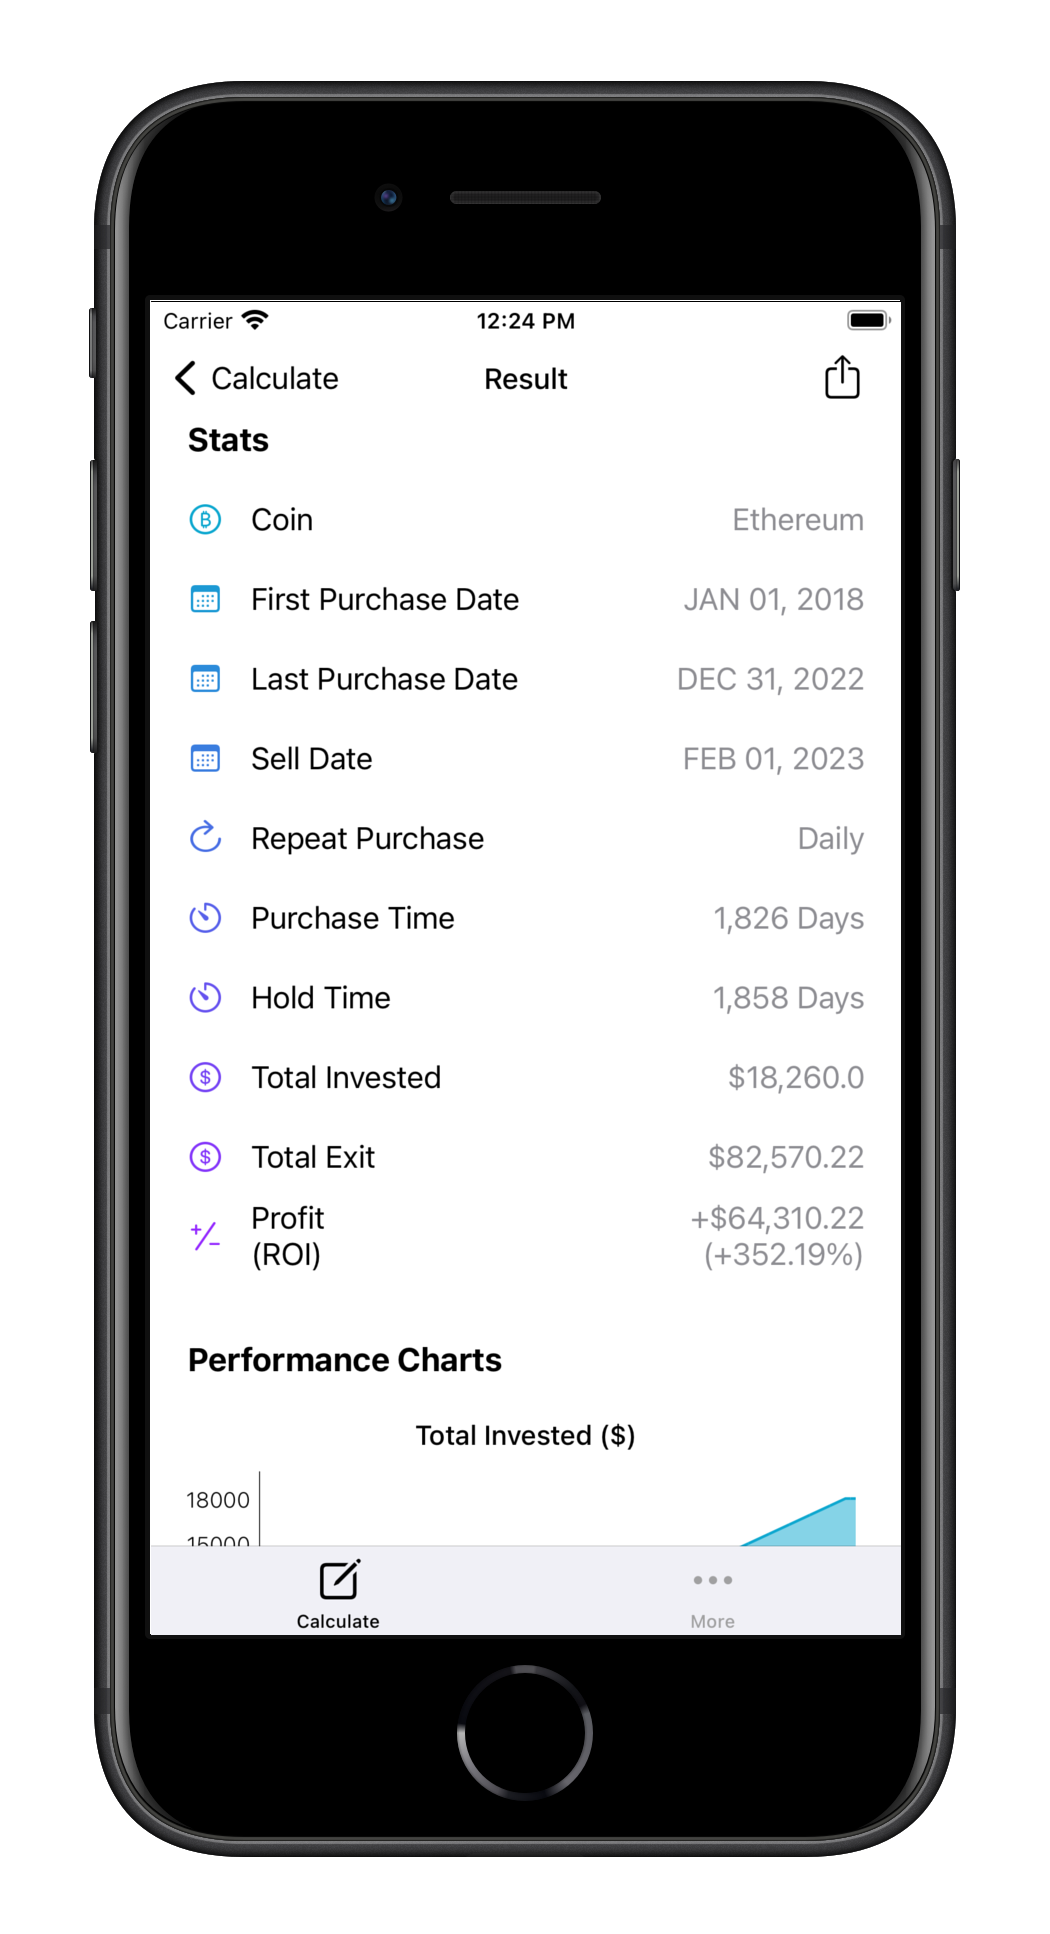 Carrier 12:24 PM
Calculate Result
Stats
Coin Ethereum
First Purchase Date JAN 01, 2018
Last Purchase Date DEC 31, 2022
Sell Date FEB 01, 2023
Repeat Purchase Daily
Purchase Time 1,826 Days
Hold Time 1,858 Days
Total Invested $18,260.0
Total Exit $82,570.22
Profit +$64,310.22
(ROI) (+352.19%)
Performance Charts
Total Invested ($)
18000
15000
Calculate More